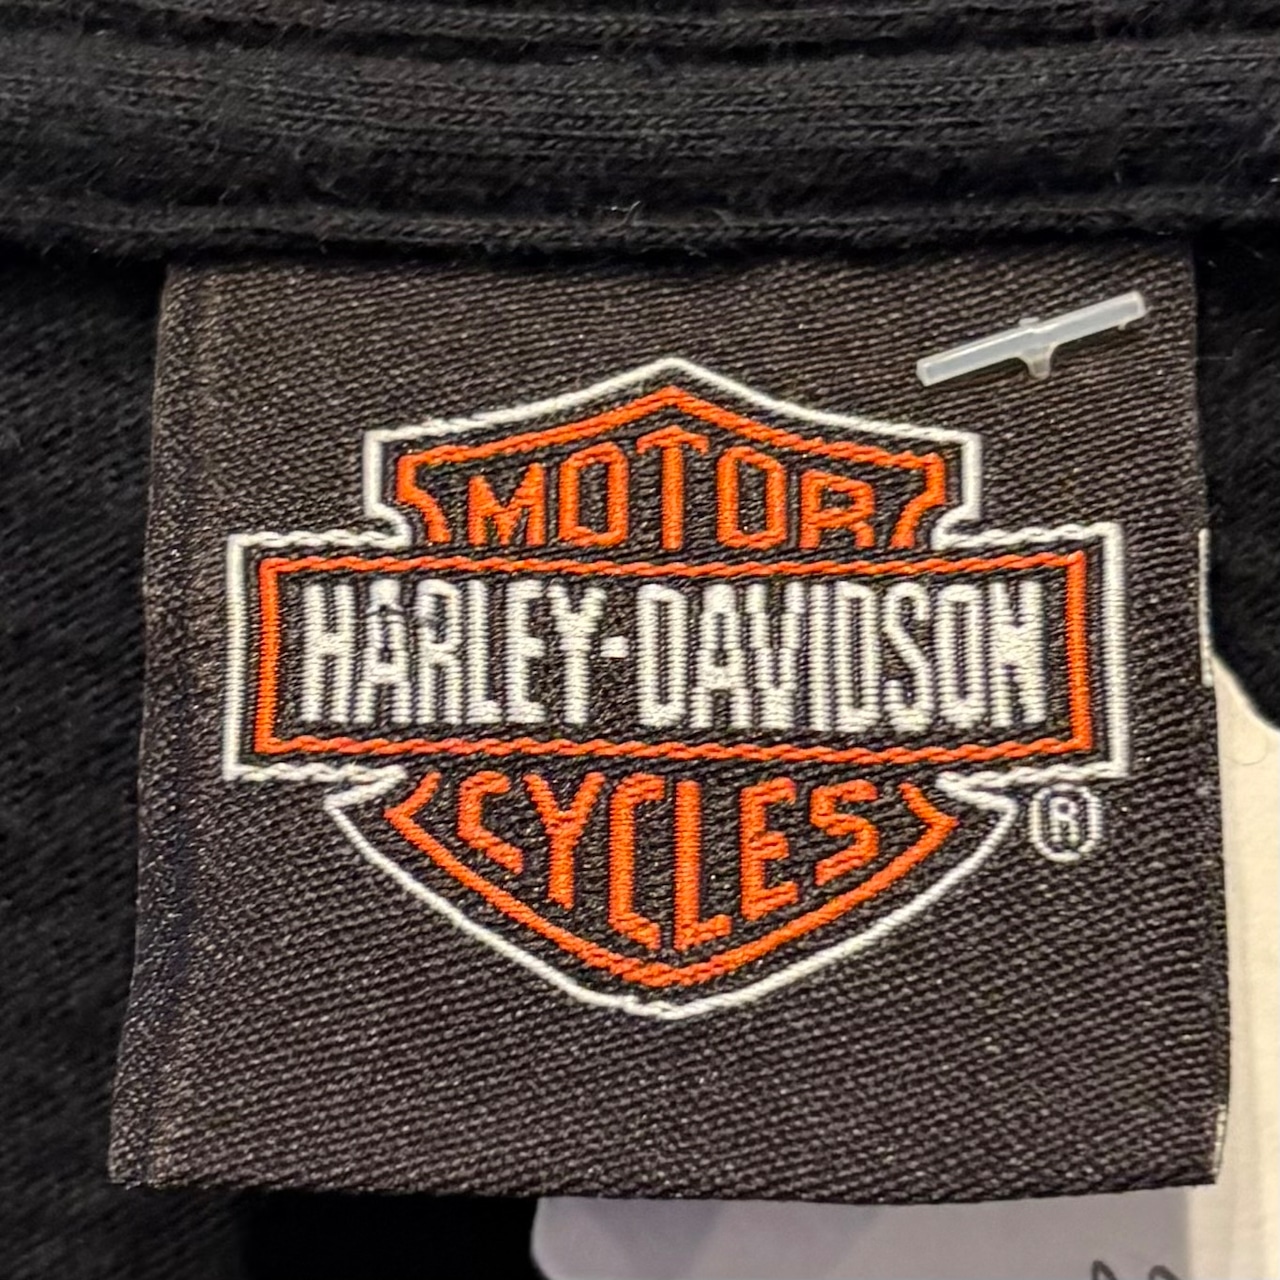 MOTOR
HARLEY-DAVIDSON
CYCLES
®